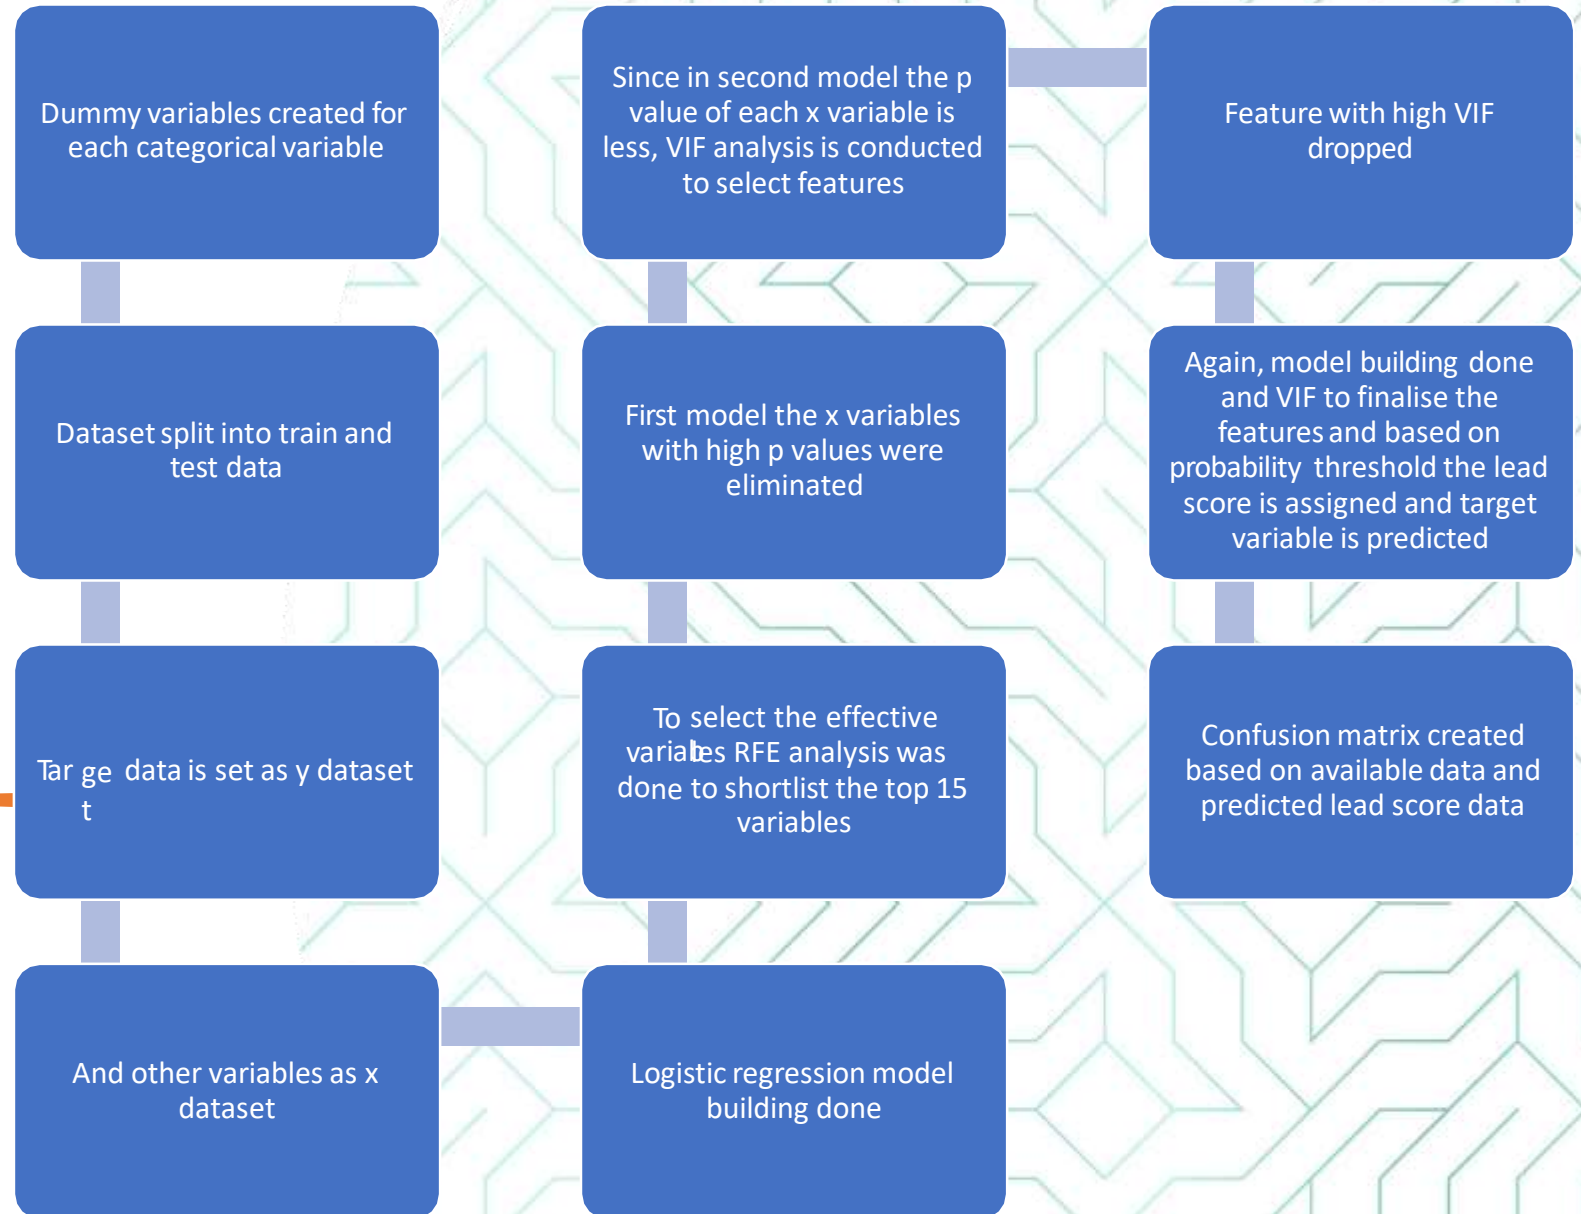 Dummy variables created for
each categorical variable
Dataset split into train and
test data
Target data is set as y dataset
And other variables as x
dataset
Logistic regression model
building done
To select the effective
variables RFE analysis was
done to shortlist the top 15
variables
First model the x variables
with high p values were
eliminated
Since in second model the p
value of each x variable is
less, VIF analysis is conducted
to select features
Feature with high VIF
dropped
Again, model building done
and VIF to finalise the
features and based on
probability threshold the lead
score is assigned and target
variable is predicted
Confusion matrix created
based on available data and
predicted lead score data